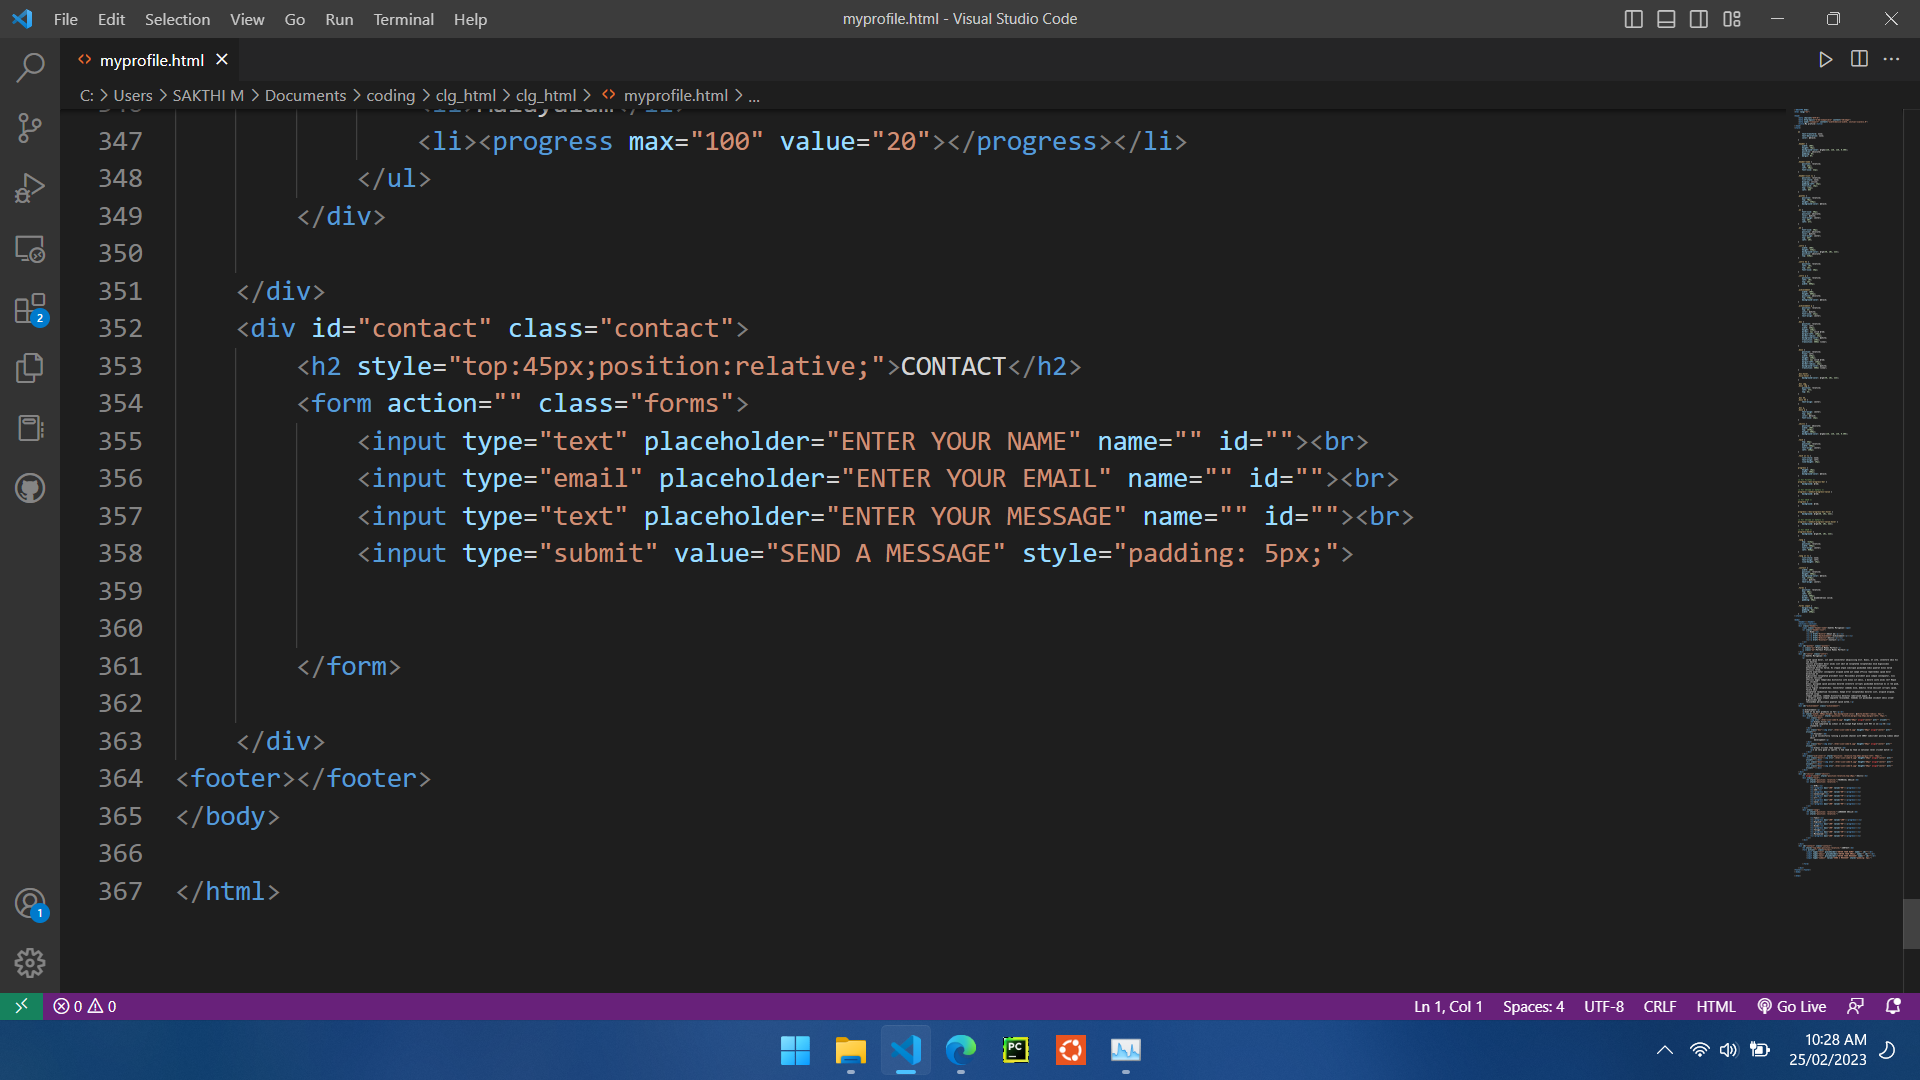 File Edit Selection View Go Run Terminal Help
myprofile.html - Visual Studio Code
myprofile.html
C: > Users > SAKTHI M > Documents > coding > clg_html > clg_html > myprofile.html > ...
347 <li><progress max="100" value="20"></progress></li>
348 </ul>
349 </div>
350
351 </div>
352 <div id="contact" class="contact">
353 <h2 style="top:45px;position:relative;">CONTACT</h2>
354 <form action="" class="forms">
355 <input type="text" placeholder="ENTER YOUR NAME" name="" id=""><br>
356 <input type="email" placeholder="ENTER YOUR EMAIL" name="" id=""><br>
357 <input type="text" placeholder="ENTER YOUR MESSAGE" name="" id=""><br>
358 <input type="submit" value="SEND A MESSAGE" style="padding: 5px;">
359
360
361 </form>
362
363 </div>
364 <footer></footer>
365 </body>
366
367 </html>
2
1
0 0
Ln 1, Col 1 Spaces: 4 UTF-8 CRLF HTML Go Live
PC
10:28 AM
25/02/2023